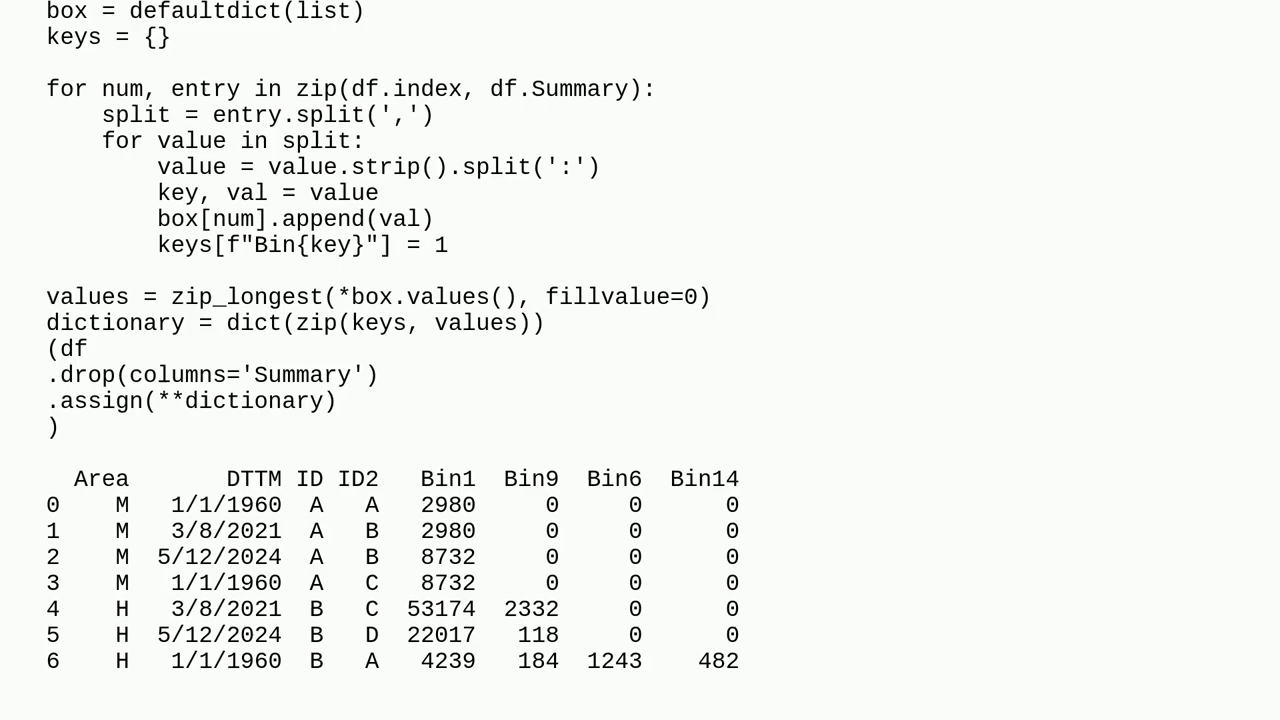 box = defaultdict(list)
keys = {}
for num, entry in zip(df.index, df.Summary):
    split = entry.split(',')
    for value in split:
        value = value.strip().split(':')
        key, val = value
        box[num].append(val)
        keys[f"Bin{key}"] = 1
values = zip_longest(*box.values(), fillvalue=0)
dictionary = dict(zip(keys, values))
(df
.drop(columns='Summary')
.assign(**dictionary)
)
  Area       DTTM ID ID2   Bin1  Bin9  Bin6  Bin14
0    M   1/1/1960  A   A   2980     0     0      0
1    M   3/8/2021  A   B   2980     0     0      0
2    M  5/12/2024  A   B   8732     0     0      0
3    M   1/1/1960  A   C   8732     0     0      0
4    H   3/8/2021  B   C  53174  2332     0      0
5    H  5/12/2024  B   D  22017   118     0      0
6    H   1/1/1960  B   A   4239   184  1243    482